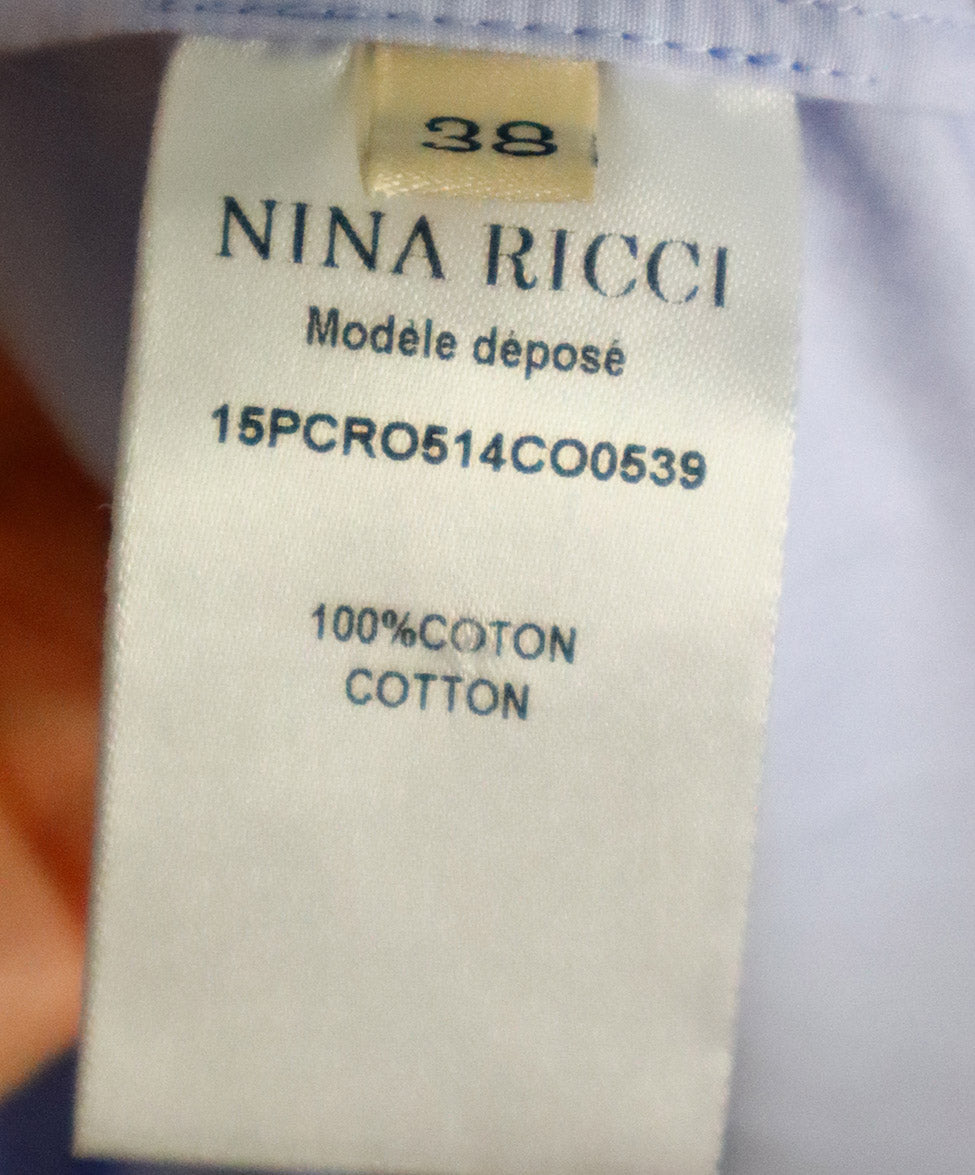 38
NINA RICCI
Modèle déposé
15PCRO514CO0539
100%COTON
COTTON